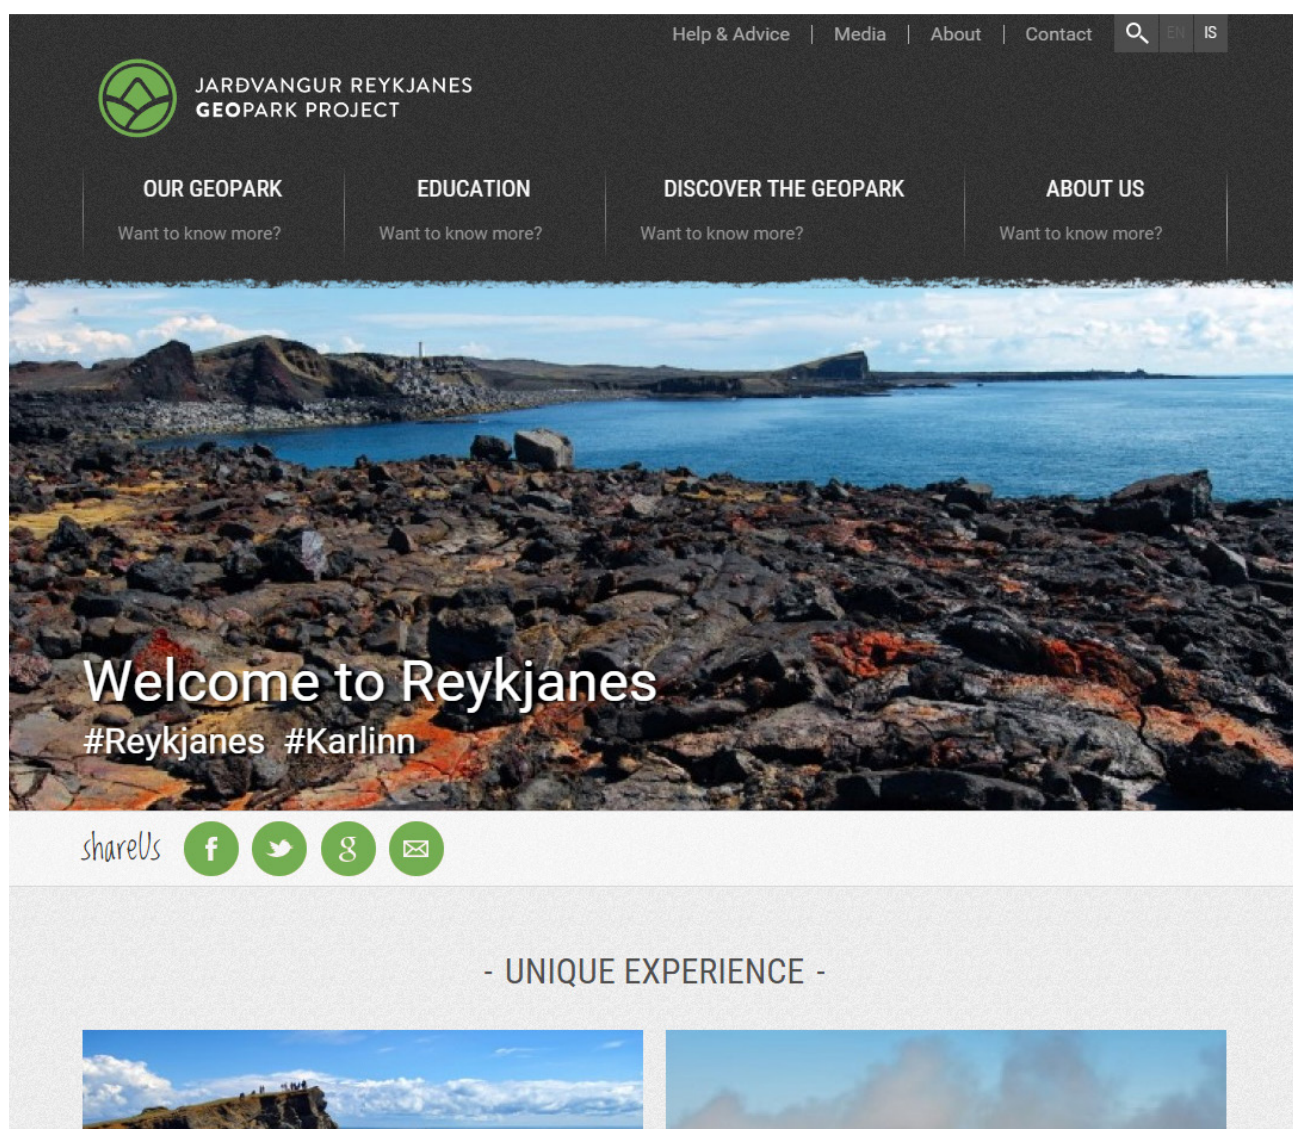 Help & Advice | Media | About | Contact EN IS
JARÐVANGUR REYKJANES
GEOPARK PROJECT
OUR GEOPARK EDUCATION DISCOVER THE GEOPARK ABOUT US
Want to know more? Want to know more? Want to know more? Want to know more?
Welcome to Reykjanes
#Reykjanes #Karlinn
shareUs f g
- UNIQUE EXPERIENCE -